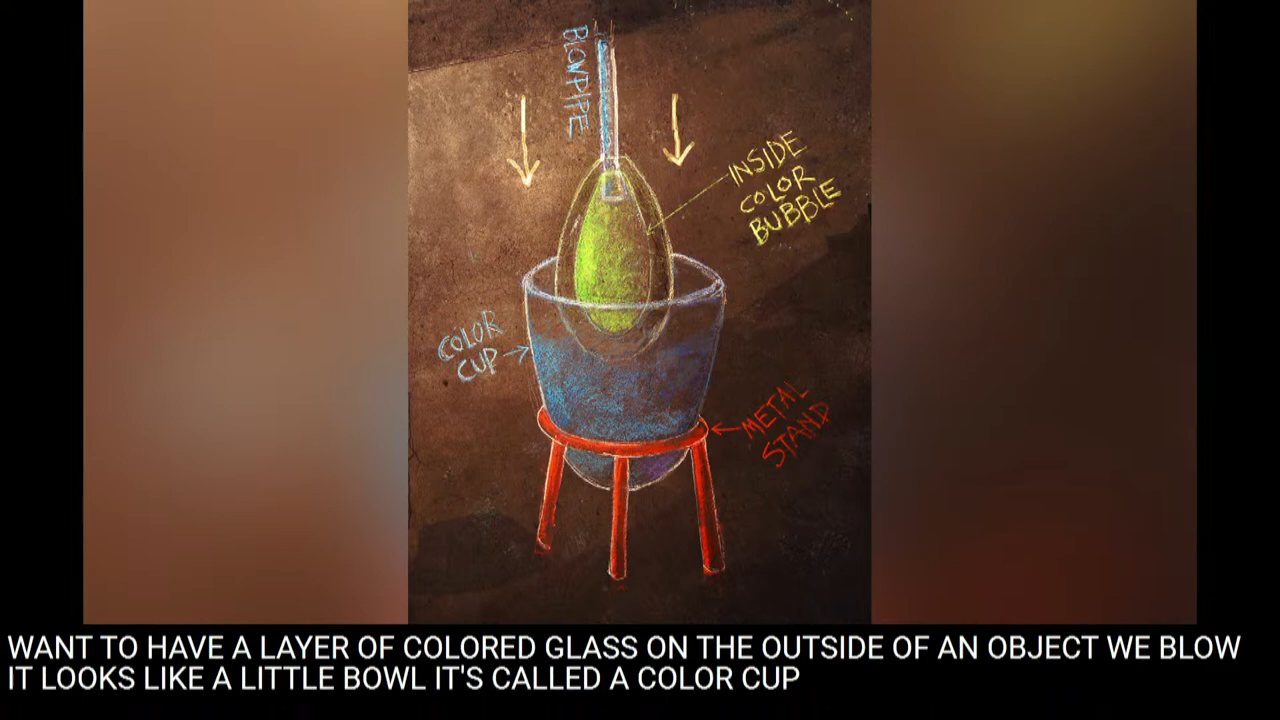 BLOWPIPE
INSIDE
COLOR
BUBBLE
COLOR
CUP
METAL
STAND
WANT TO HAVE A LAYER OF COLORED GLASS ON THE OUTSIDE OF AN OBJECT WE BLOW
IT LOOKS LIKE A LITTLE BOWL IT'S CALLED A COLOR CUP